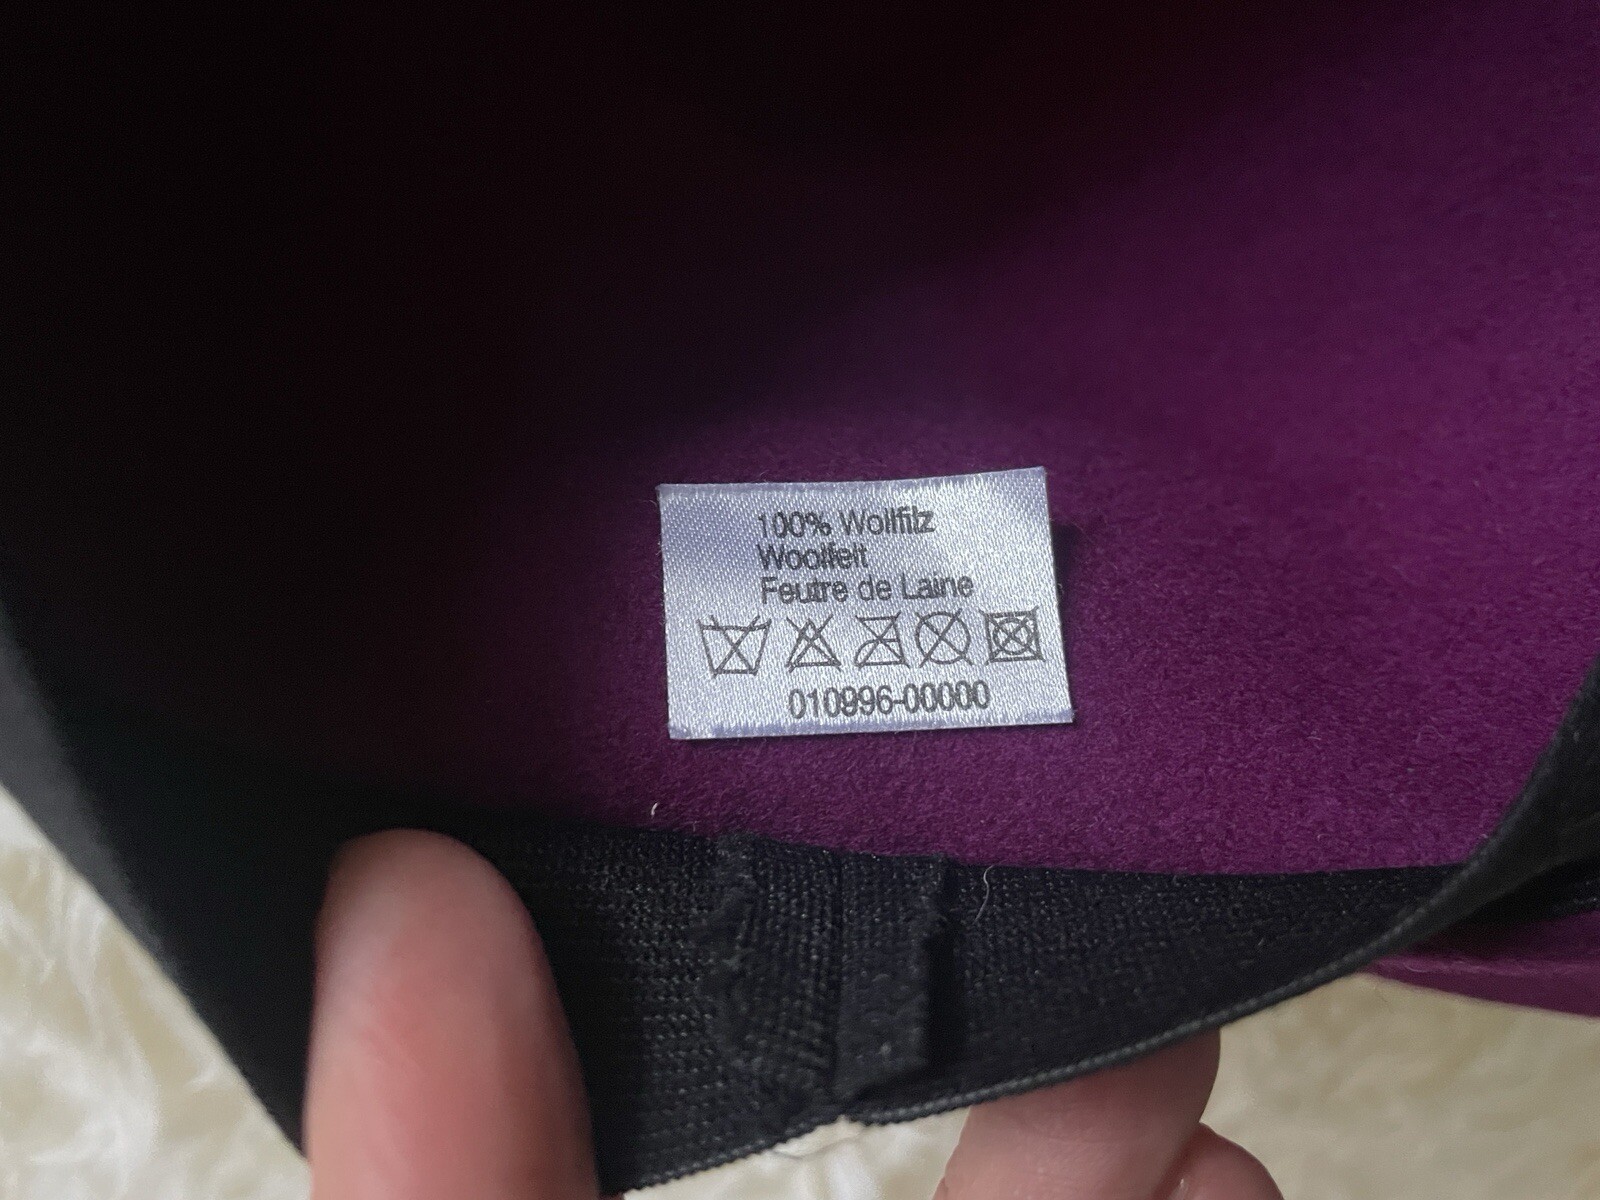 100% Wollfilz
Woolfelt
Feutre de Laine
010996-00000